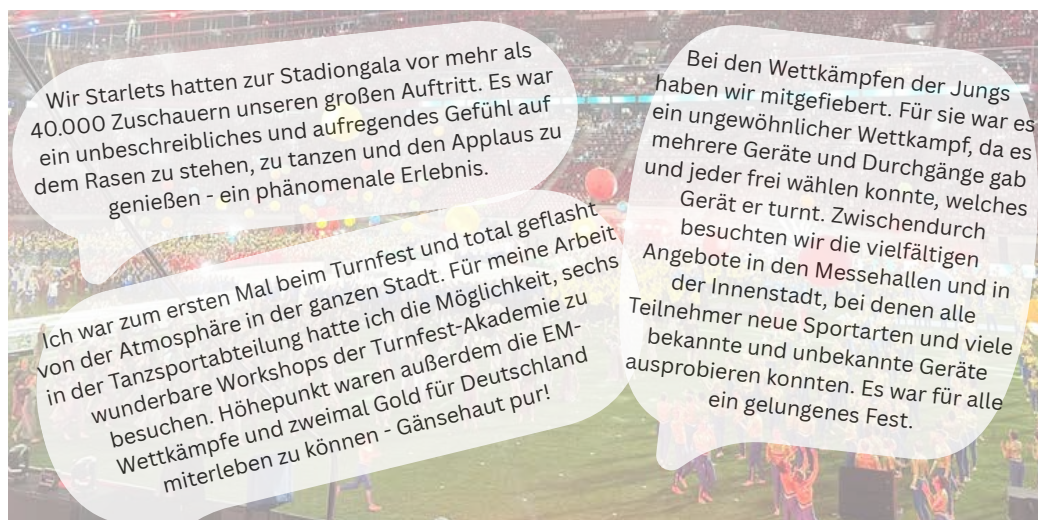 Wir Starlets hatten zur Stadiongala vor mehr als
40.000 Zuschauern unseren großen Auftritt. Es war
ein unbeschreibliches und aufregendes Gefühl auf
dem Rasen zu stehen, zu tanzen und den Applaus zu
genießen - ein phänomenale Erlebnis.
Ich war zum ersten Mal beim Turnfest und total geflasht
von der Atmosphäre in der ganzen Stadt. Für meine Arbeit
in der Tanzsportabteilung hatte ich die Möglichkeit, sechs
wunderbare Workshops der Turnfest-Akademie zu
besuchen. Höhepunkt waren außerdem die EM-
Wettkämpfe und zweimal Gold für Deutschland
miterleben zu können - Gänsehaut pur!
Bei den Wettkämpfen der Jungs
haben wir mitgefiebert. Für sie war es
ein ungewöhnlicher Wettkampf, da es
mehrere Geräte und Durchgänge gab
und jeder frei wählen konnte, welches
Gerät er turnt. Zwischendurch
besuchten wir die vielfältigen
Angebote in den Messehallen und in
der Innenstadt, bei denen alle
Teilnehmer neue Sportarten und viele
bekannte und unbekannte Geräte
ausprobieren konnten. Es war für alle
ein gelungenes Fest.